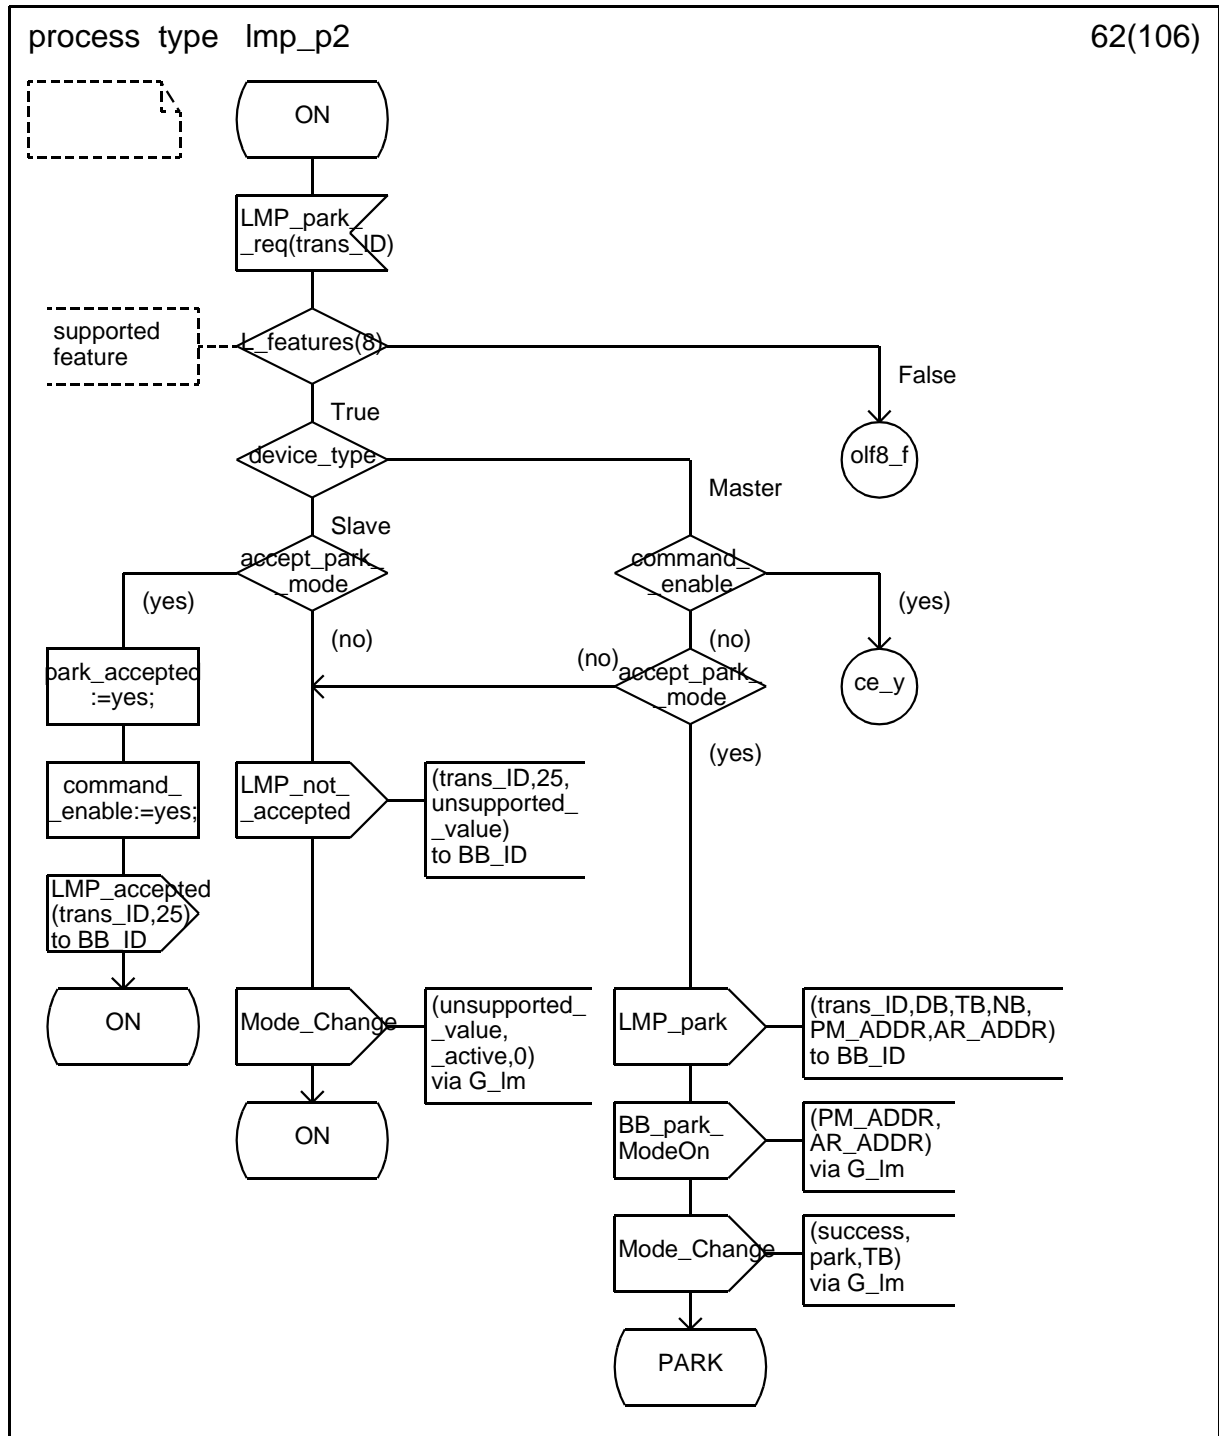 process type lmp_p2
62(106)
ON
LMP_park_
_req(trans_ID)
supported
feature
L_features(8)
False
True
device_type
olf8_f
Master
Slave
accept_park_
_mode
command_
_enable
(yes)
(yes)
(no)
(no)
(no)
park_accepted
:=yes;
accept_park_
_mode
ce_y
(yes)
command_
_enable:=yes;
LMP_not_
_accepted
(trans_ID,25,
unsupported_
_value)
to BB_ID
LMP_accepted
(trans_ID,25)
to BB_ID
ON
Mode_Change
(unsupported_
_value,
_active,0)
via G_lm
LMP_park
(trans_ID,DB,TB,NB,
PM_ADDR,AR_ADDR)
to BB_ID
ON
BB_park_
ModeOn
(PM_ADDR,
AR_ADDR)
via G_lm
Mode_Change
(success,
park,TB)
via G_lm
PARK